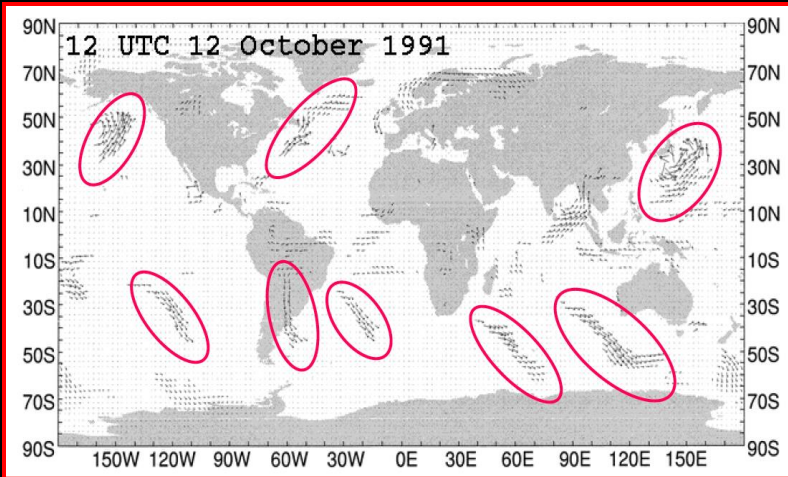 12 UTC 12 October 1991
90N 90N
70N 70N
50N 50N
30N 30N
10N 10N
10S 10S
30S 30S
50S 50S
70S 70S
90S 90S
150W 120W 90W 60W 30W 0E 30E 60E 90E 120E 150E